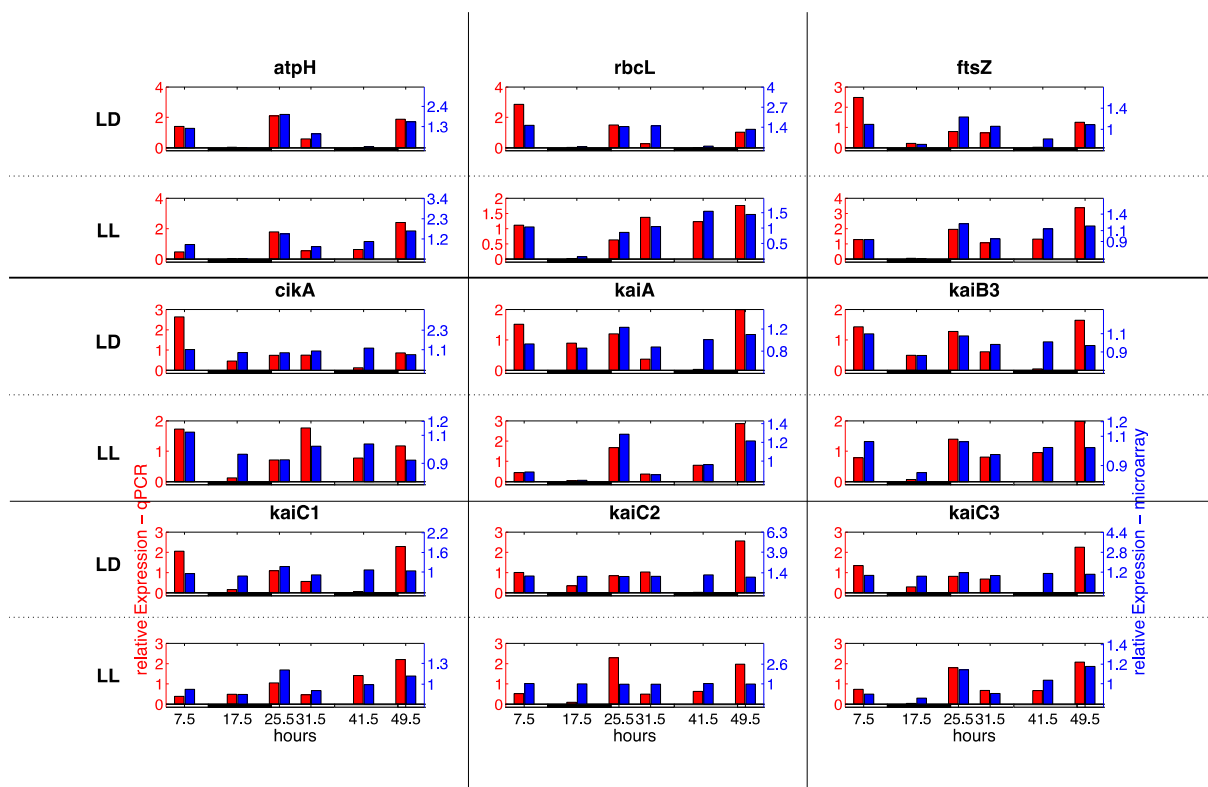 atpH rbcL ftsZ
LD 4 2 0 2.4 1.3 4 2 0 4 2.7 1.4 3 2 1 0 1.4 1
LL 4 2 0 3.4 2.3 1.2 2 1.5 1 0.5 1.5 1 0.5 4 3 2 1 0 1.4 1.1 0.9
cikA kaiA kaiB3
LD 3 2 1 0 2.3 1.1 2 1 0 1.2 0.8 2 1 0 1.1 0.9
LL 2 1 0 1.2 1.1 0.9 3 2 1 0 1.4 1.2 1 2 1 0 1.2 1.1 0.9
kaiC1 kaiC2 kaiC3
LD 3 2 1 0 2.2 1.6 1 3 2 1 0 6.3 3.9 1.4 3 2 1 0 4.4 2.8 1.2
LL 3 2 1 0 1.3 1 3 2 1 0 2.6 1 3 2 1 0 1.4 1.2 1
7.5 17.5 25.5 31.5 41.5 49.5 7.5 17.5 25.5 31.5 41.5 49.5 7.5 17.5 25.5 31.5 41.5 49.5
hours hours hours
relative Expression – qPCR
relative Expression – microarray